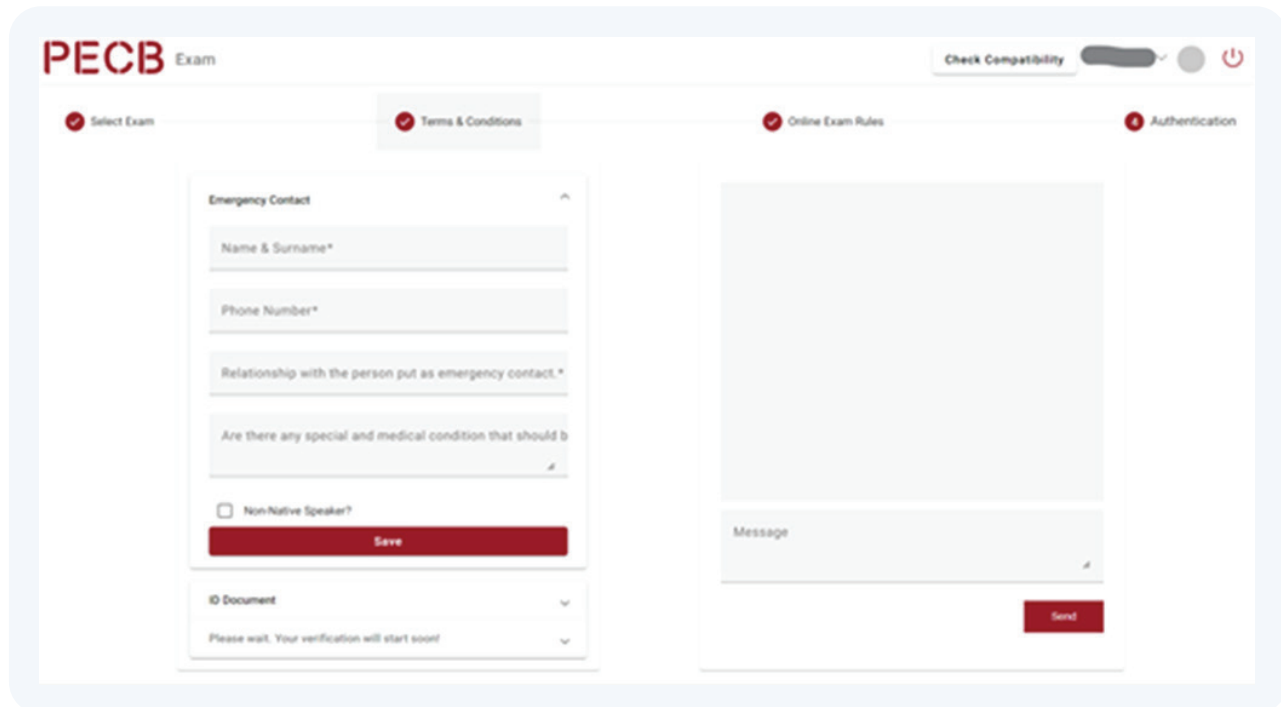 PECB Exam
Check Compatibility
Select Exam
Terms & Conditions
Online Exam Rules
4 Authentication
Emergency Contact
Name & Surname*
Phone Number*
Relationship with the person put as emergency contact.*
Are there any special and medical condition that should b
Non-Native Speaker?
Save
ID Document
Please wait. Your verification will start soon!
Message
Send